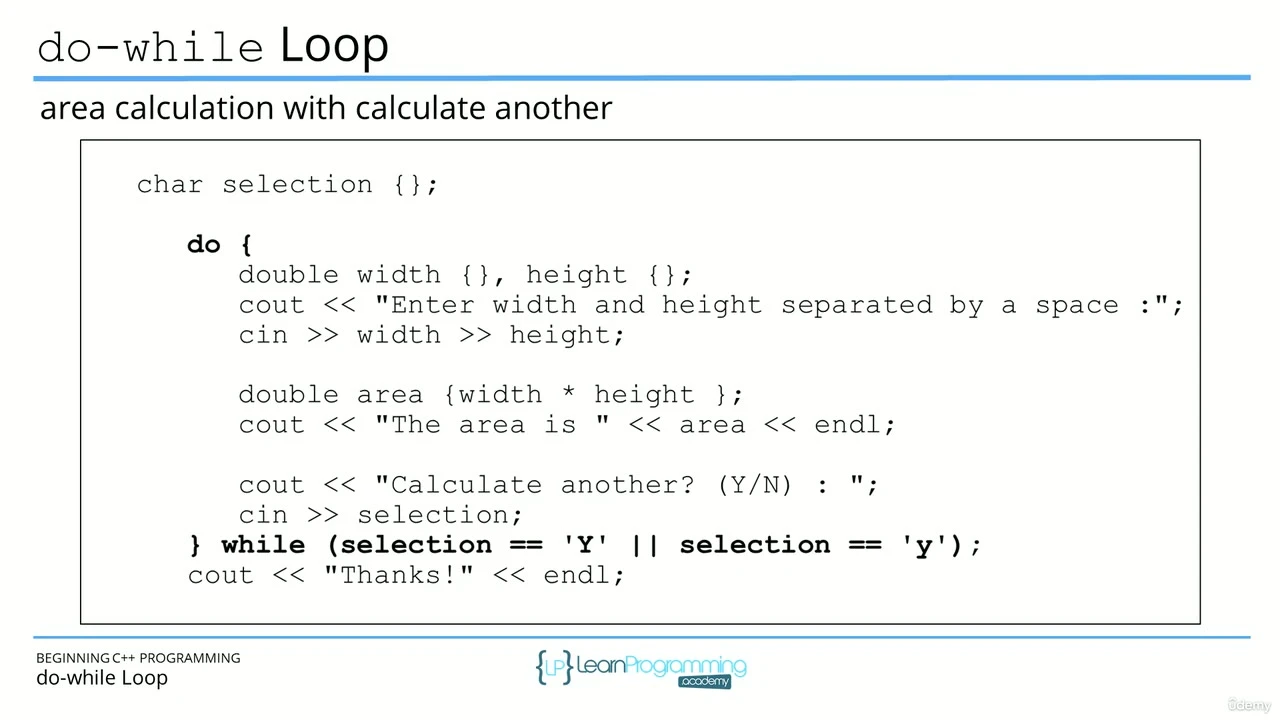 do-while Loop
area calculation with calculate another
char selection {};
do {
double width {}, height {};
cout << "Enter width and height separated by a space :";
cin >> width >> height;
double area {width * height };
cout << "The area is " << area << endl;
cout << "Calculate another? (Y/N) : ";
cin >> selection;
} while (selection == 'Y' || selection == 'y');
cout << "Thanks!" << endl;
BEGINNING C++ PROGRAMMING
do-while Loop
{LP} LearnProgramming
.academy
ûdemy